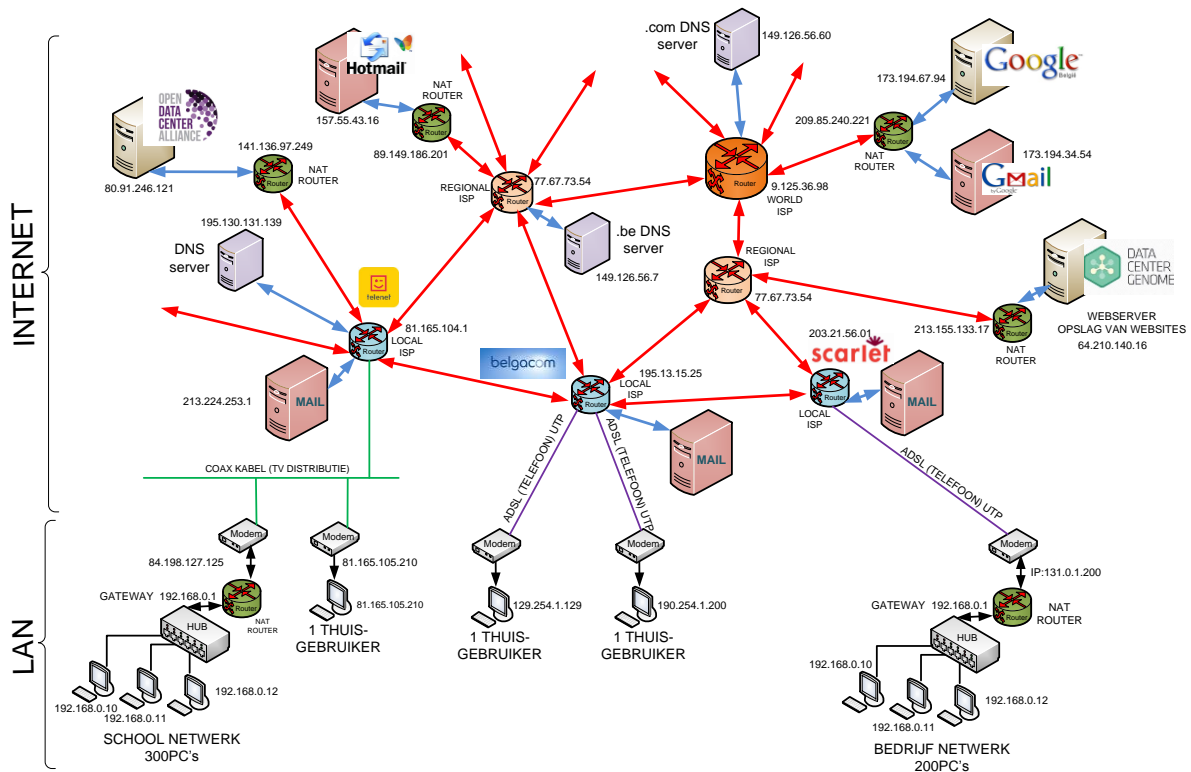 INTERNET
LAN
.com DNS
server
149.126.56.60
Hotmail
157.55.43.16
NAT
ROUTER
Router
89.149.186.201
OPEN
DATA
CENTER
ALLIANCE
80.91.246.121
141.136.97.249
Router
NAT
ROUTER
Google
België
173.194.67.94
209.85.240.221
Router
NAT
ROUTER
173.194.34.54
GMail
by Google
Router
9.125.36.98
WORLD
ISP
REGIONAL
ISP
Router
77.67.73.54
.be DNS
server
149.126.56.7
195.130.131.139
DNS
server
telenet
81.165.104.1
LOCAL
ISP
Router
MAIL
213.224.253.1
REGIONAL
ISP
Router
77.67.73.54
DATA
CENTER
GENOME
WEBSERVER
OPSLAG VAN WEBSITES
64.210.140.16
213.155.133.17
Router
NAT
ROUTER
belgacom
195.13.15.25
LOCAL
ISP
Router
MAIL
203.21.56.01
scarlet
Router
LOCAL
ISP
MAIL
COAX KABEL (TV DISTRIBUTIE)
ADSL (TELEFOON) UTP
ADSL (TELEFOON) UTP
ADSL (TELEFOON) UTP
Modem
84.198.127.125
GATEWAY
192.168.0.1
Router
NAT
ROUTER
HUB
192.168.0.10
192.168.0.11
192.168.0.12
SCHOOL NETWERK
300PC's
Modem
81.165.105.210
81.165.105.210
1 THUIS-
GEBRUIKER
Modem
129.254.1.129
1 THUIS-
GEBRUIKER
Modem
190.254.1.200
1 THUIS-
GEBRUIKER
Modem
IP:131.0.1.200
GATEWAY
192.168.0.1
Router
NAT
ROUTER
HUB
192.168.0.10
192.168.0.11
192.168.0.12
BEDRIJF NETWERK
200PC's